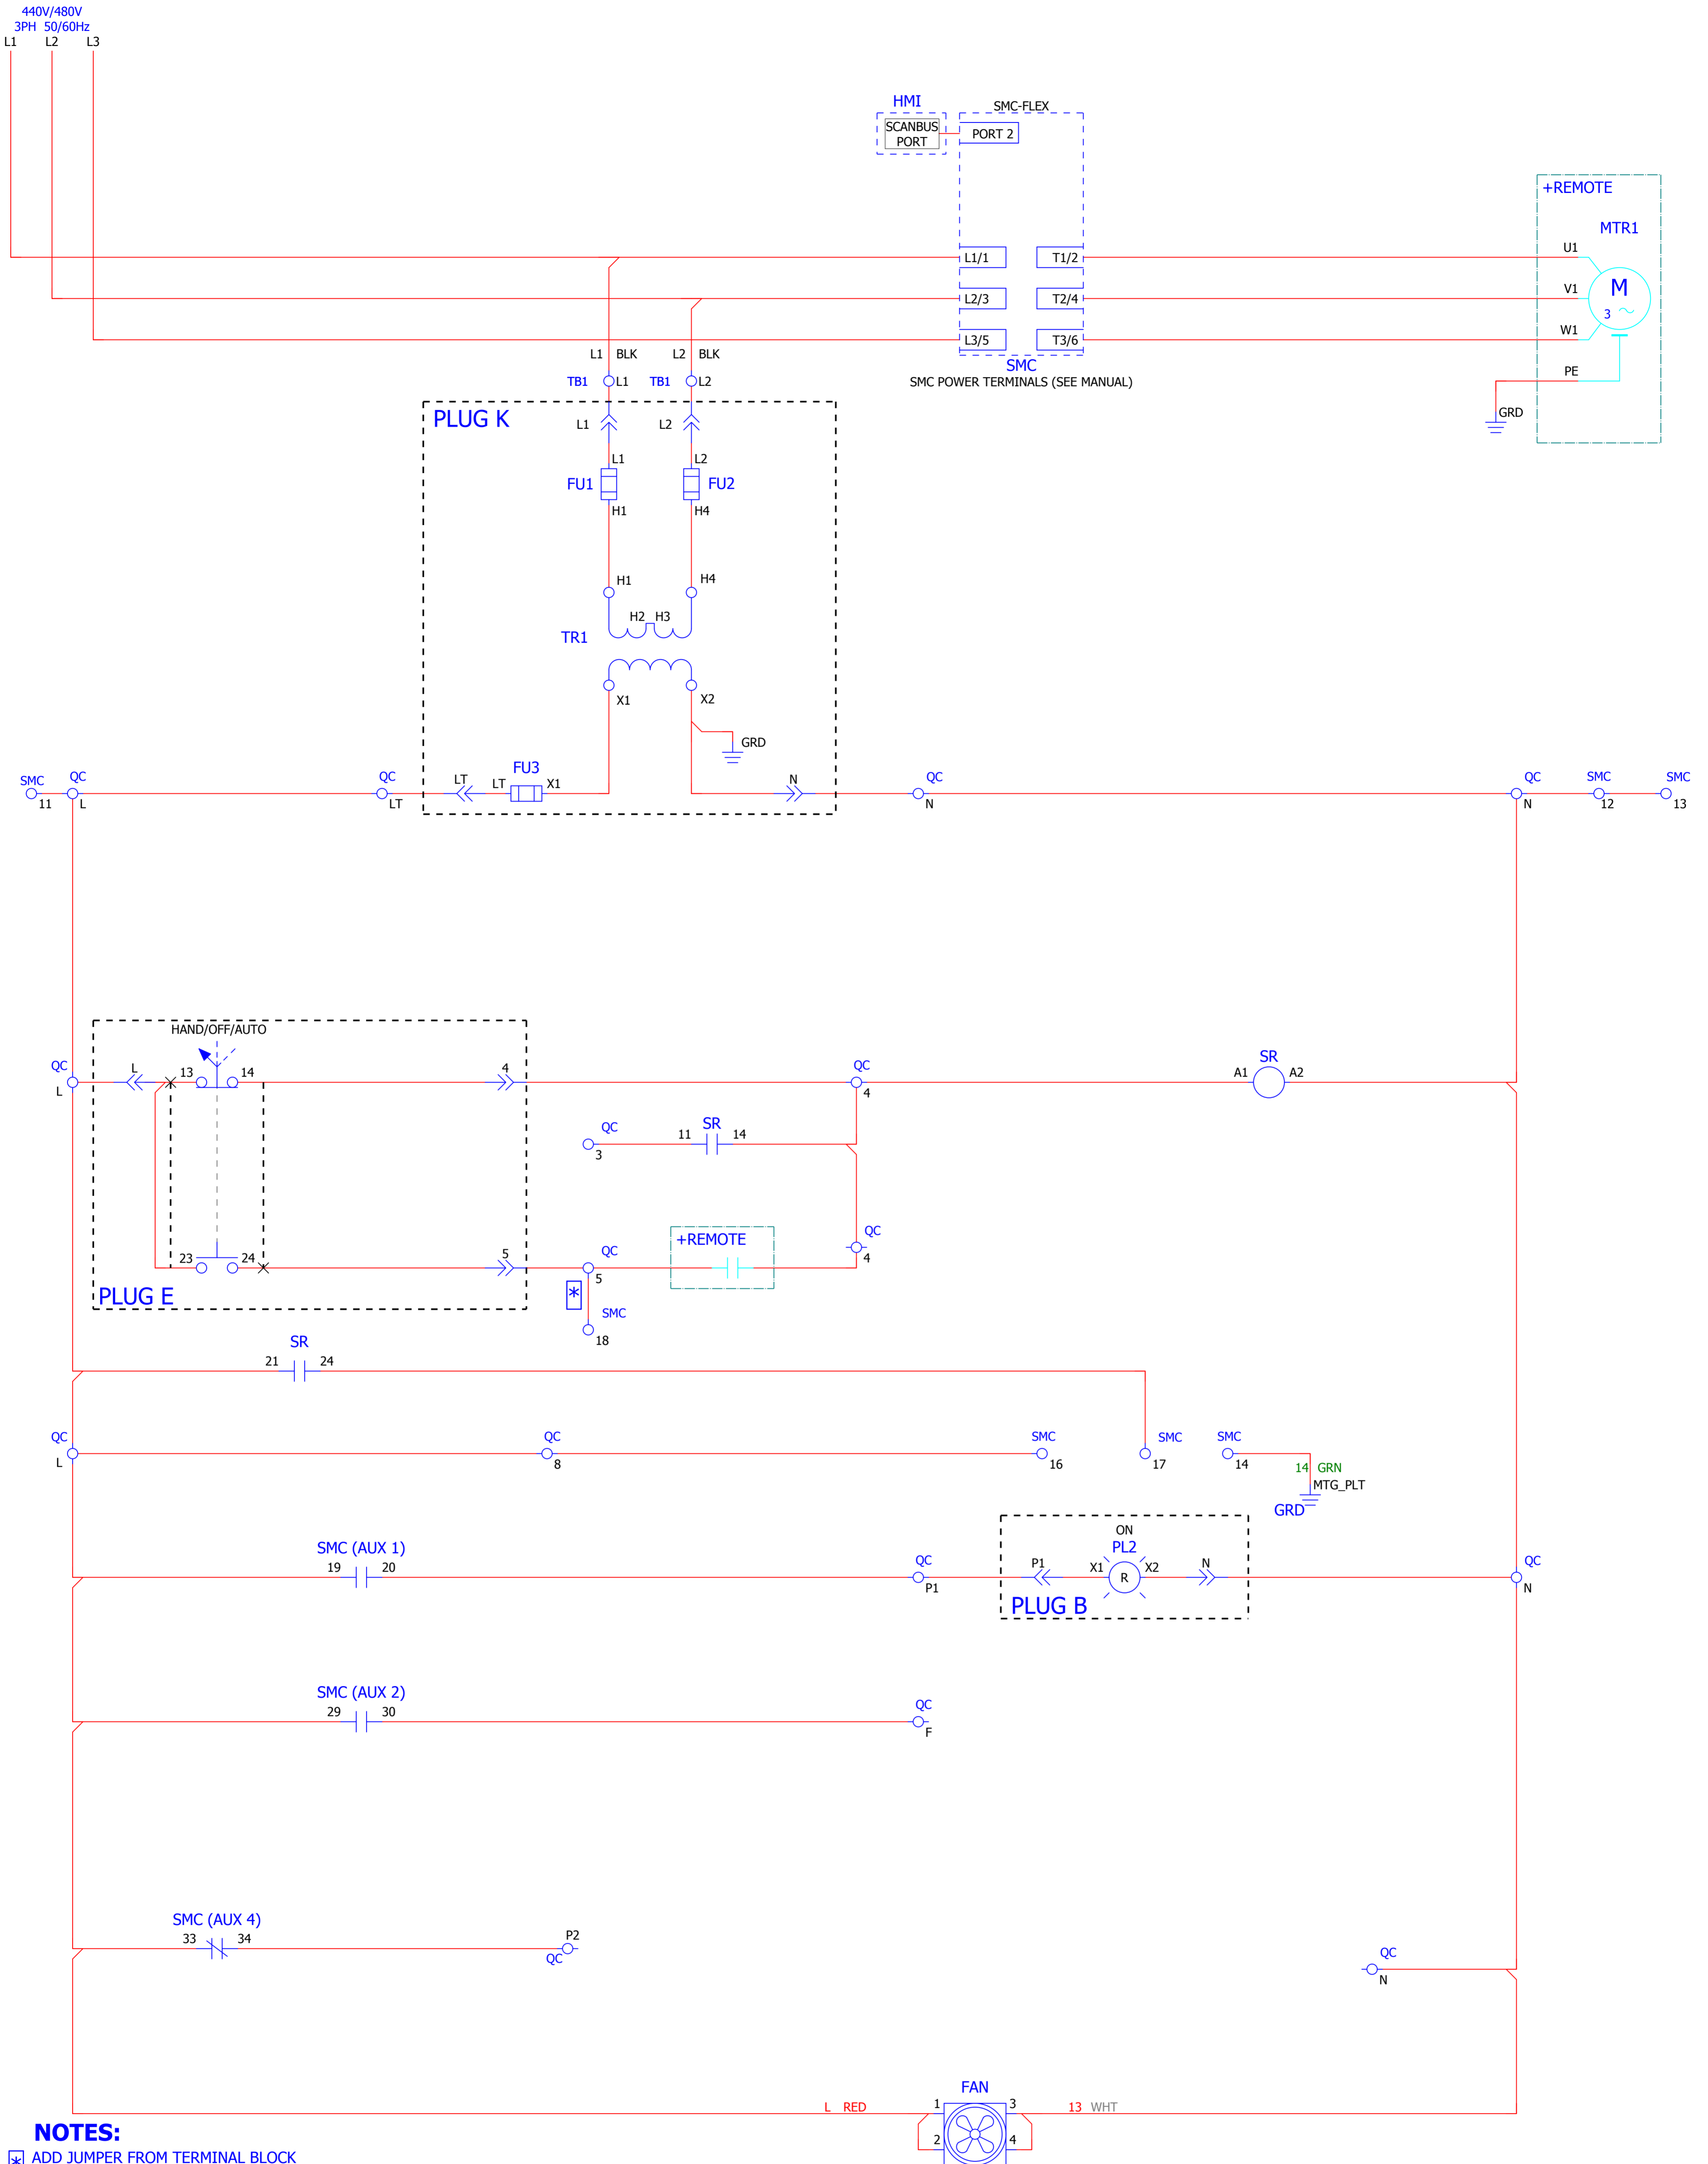 440V/480V
3PH 50/60Hz
L1 L2 L3
HMI
SCANBUS
PORT
SMC-FLEX
PORT 2
+REMOTE
MTR1
U1
V1
W1
PE
M
3
GRD
L1/1 T1/2
L2/3 T2/4
L3/5 T3/6
SMC
SMC POWER TERMINALS (SEE MANUAL)
L1 BLK L2 BLK
TB1 L1 TB1 L2
PLUG K
L1 L2
L1 L2
FU1 FU2
H1 H4
H1 H4
H2 H3
TR1
X1 X2
GRD
SMC QC QC LT LT FU3 X1 N QC QC SMC SMC
11 L LT N N 12 13
HAND/OFF/AUTO
QC L 13 14 4 QC SR
L 4 A1 A2
QC 11 SR 14
3
QC
4
+REMOTE
23 24 5 QC
5
PLUG E
*
SMC
18
SR
21 24
QC QC SMC SMC SMC
L 8 16 17 14
14 GRN
MTG_PLT
GRD
ON
PL2
SMC (AUX 1)
19 20 QC P1 X1 R X2 N QC
P1 N
PLUG B
SMC (AUX 2)
29 30 QC
F
SMC (AUX 4)
33 34 P2
QC
QC
N
FAN
L RED 1 3 13 WHT
2 4
NOTES:
* ADD JUMPER FROM TERMINAL BLOCK